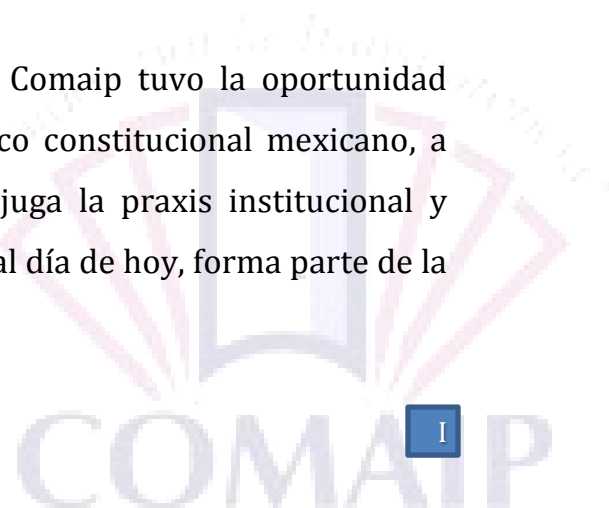 Comaip tuvo la oportunidad
co constitucional mexicano, a
juga la praxis institucional y
al día de hoy, forma parte de la
I
COMAIP